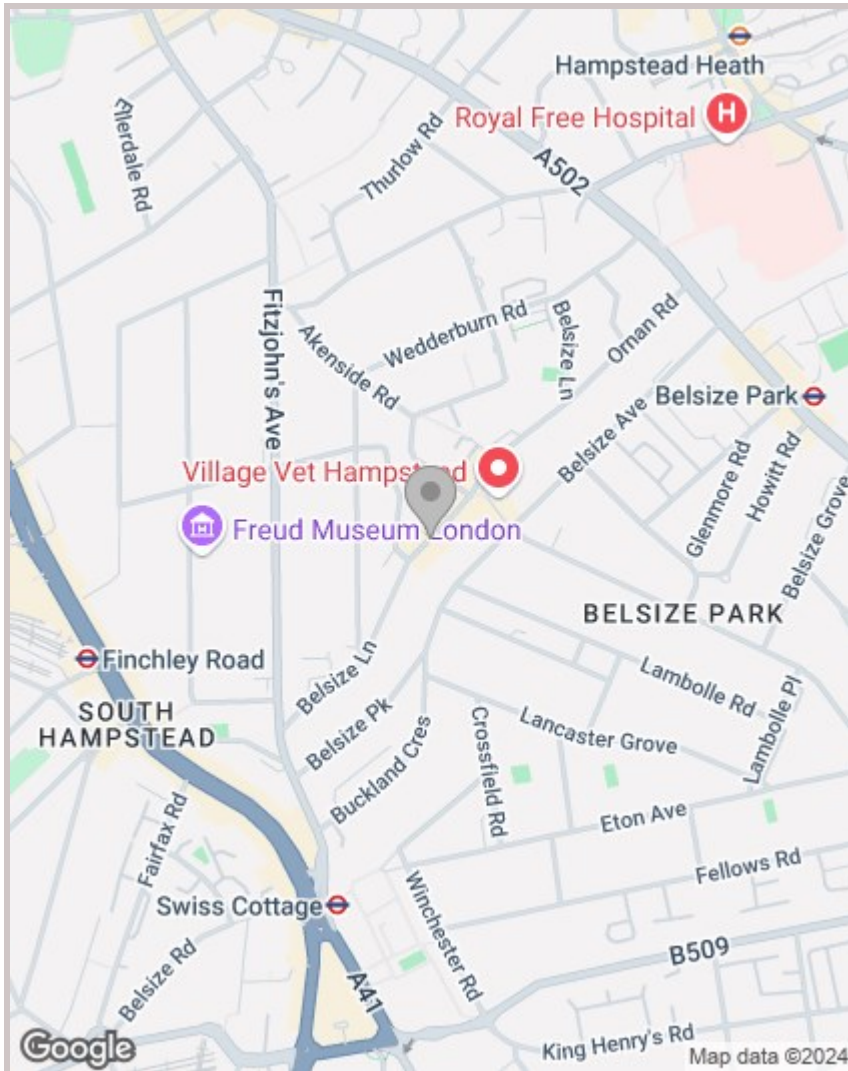 Hampstead Heath
Royal Free Hospital
H
Allerdale Rd
Thurlow Rd
A502
Fitzjohn's Ave
Wedderburn Rd
Belsize Ln
Ornan Rd
Akenside Rd
Belsize Park
Belsize Ave
Village Vet Hampstead
Glenmore Rd
Howitt Rd
Belsize Grove
Freud Museum London
BELSIZE PARK
Finchley Road
Belsize Ln
Lambolle Rd
SOUTH
HAMPSTEAD
Belsize Pk
Lancaster Grove
Lambolle Pl
Buckland Cres
Crossfield Rd
Eton Ave
Fairfax Rd
Fellows Rd
Winchester Rd
Swiss Cottage
B509
Belsize Rd
A41
King Henry's Rd
Google
Map data ©2024